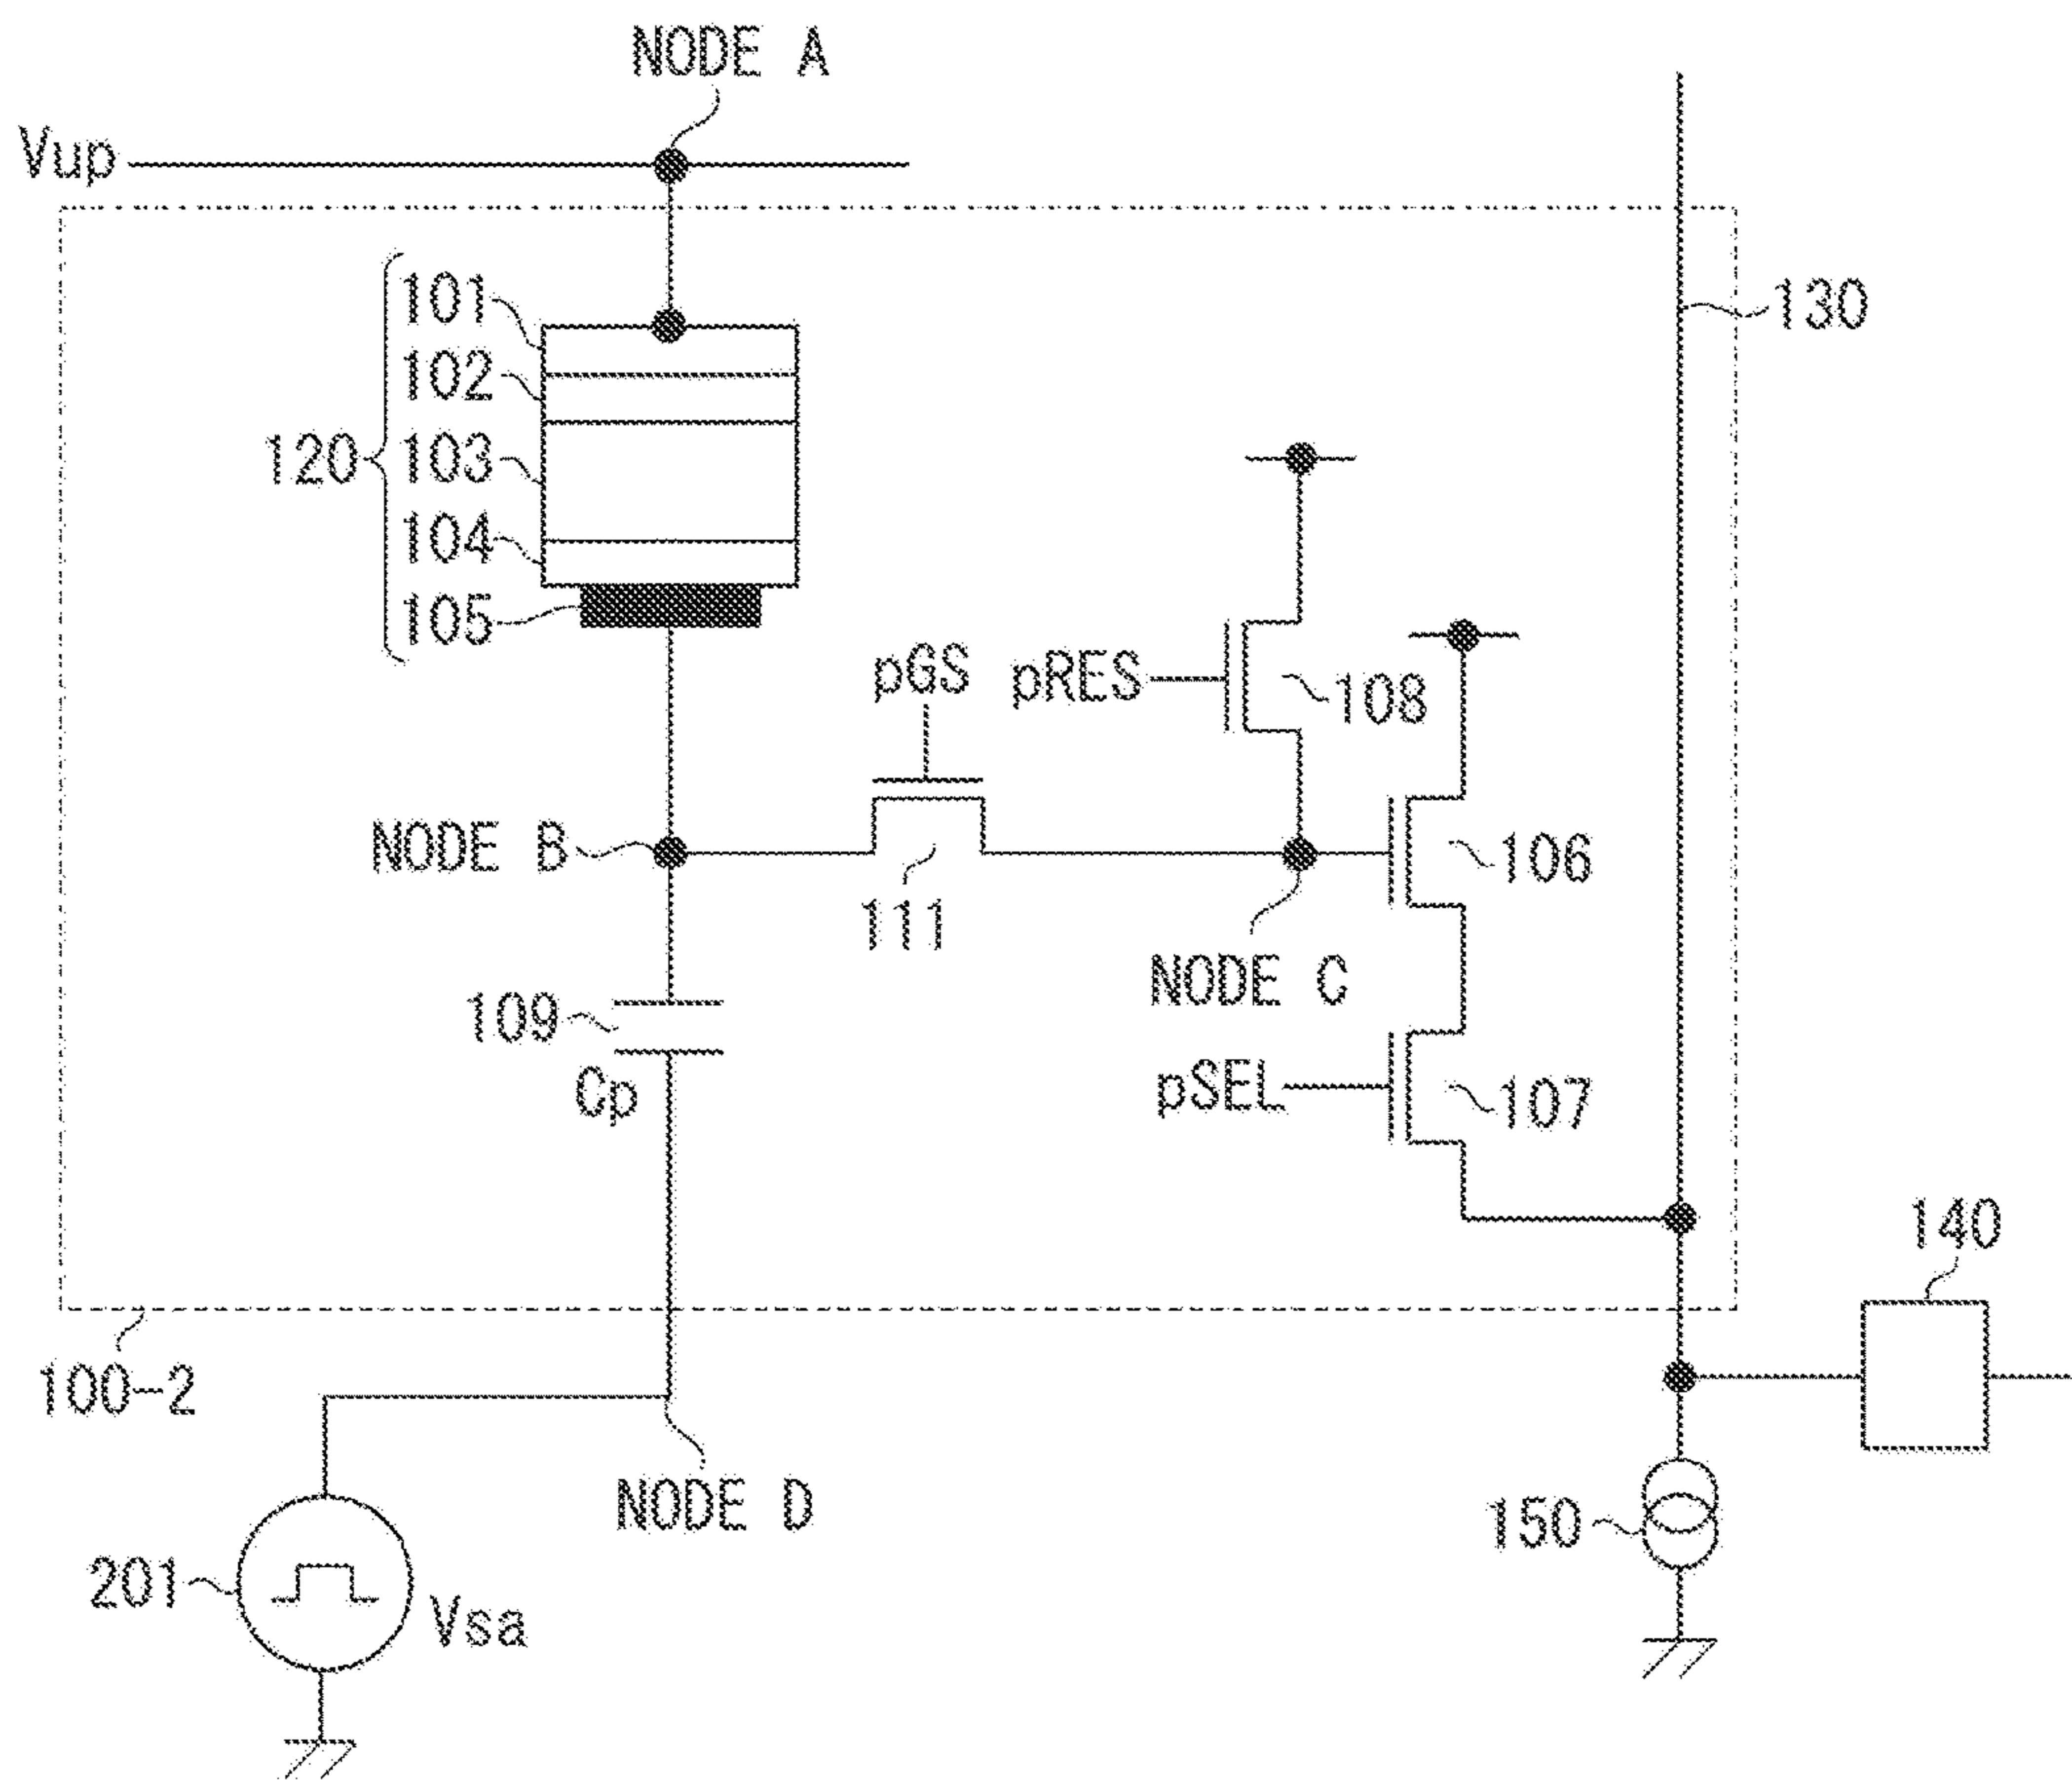 NODE A
Vup
101
102
120
103
104
105
130
pGS
pRES
108
NODE B
111
106
NODE C
109
Cp
pSEL
107
140
100-2
NODE D
150
201
Vsa